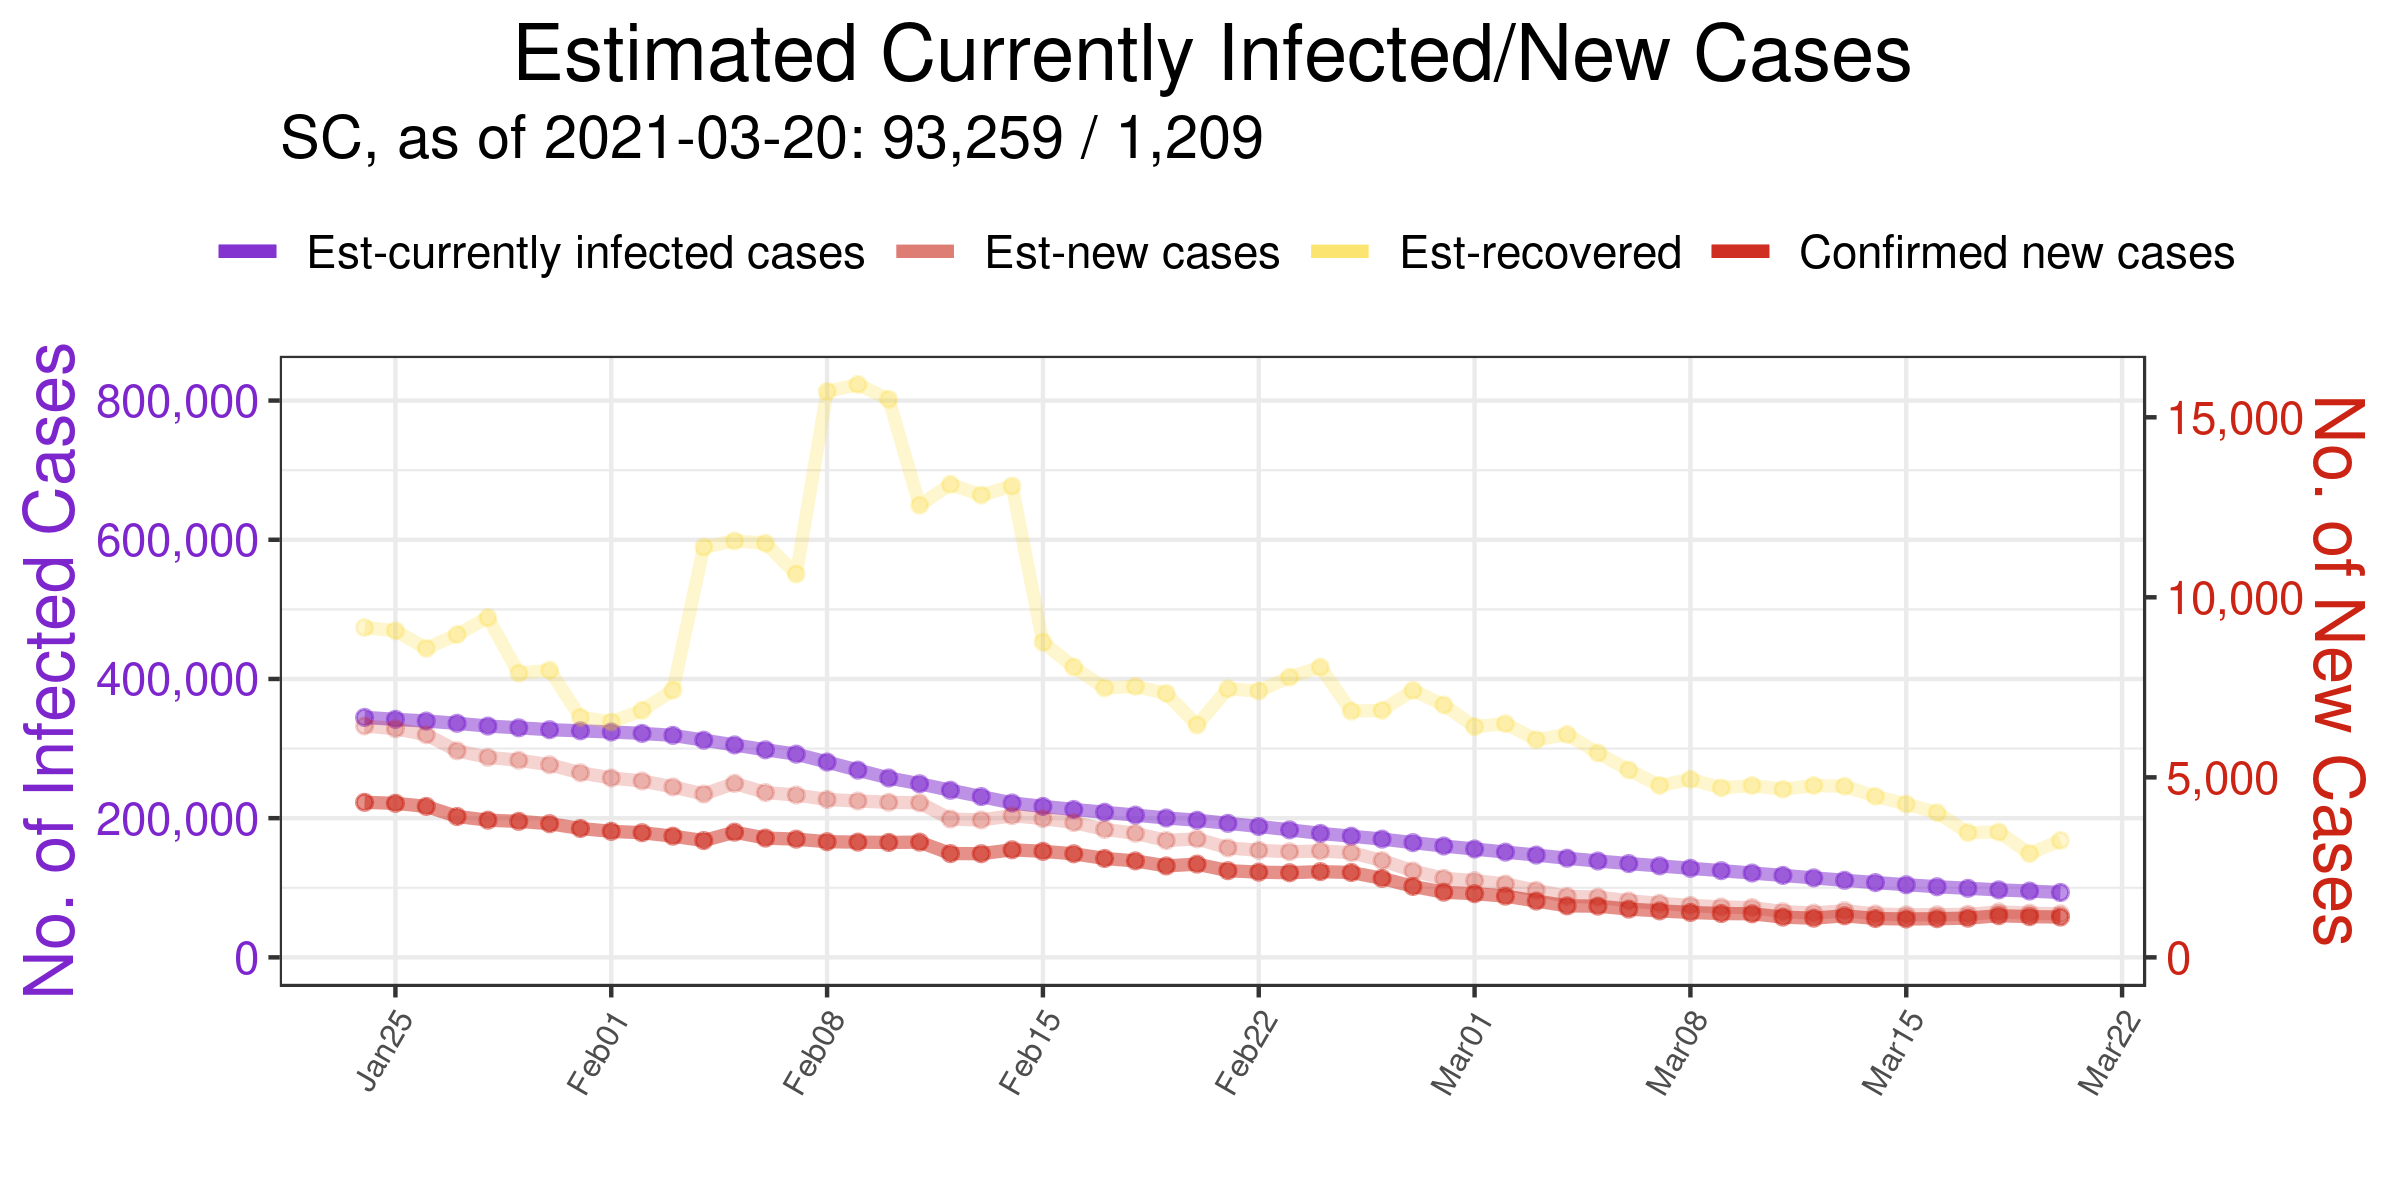 Estimated Currently Infected/New Cases
SC, as of 2021-03-20: 93,259 / 1,209
Est-currently infected cases Est-new cases Est-recovered Confirmed new cases
No. of Infected Cases
800,000
600,000
400,000
200,000
0
15,000
10,000
5,000
0
No. of New Cases
Jan25 Feb01 Feb08 Feb15 Feb22 Mar01 Mar08 Mar15 Mar22